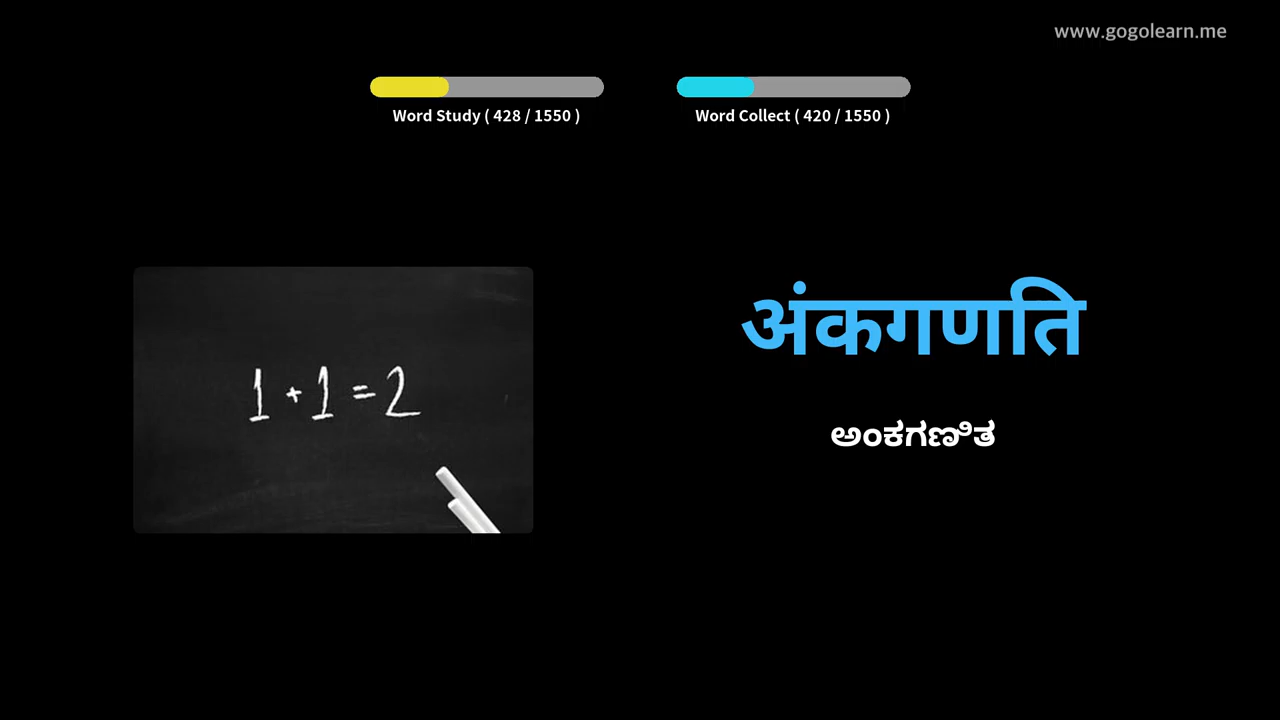 www.gogolearn.me
Word Study ( 428 / 1550 )
Word Collect ( 420 / 1550 )
अंकगणति
1 + 1 = 2
ಅಂಕಗಣಿತ